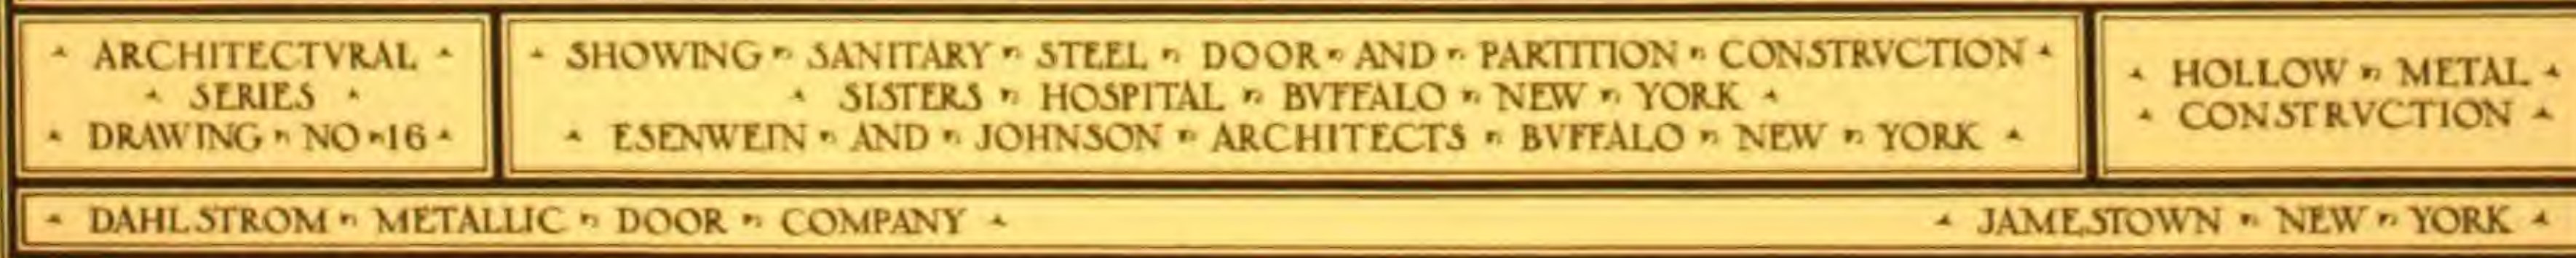 ARCHITECTVRAL
SERIES
DRAWING NO 16
SHOWING SANITARY STEEL DOOR AND PARTITION CONSTRVCTION
SISTERS HOSPITAL BVFFALO NEW YORK
ESENWEIN AND JOHNSON ARCHITECTS BVFFALO NEW YORK
HOLLOW METAL
CONSTRVCTION
DAHLSTROM METALLIC DOOR COMPANY
JAMESTOWN NEW YORK